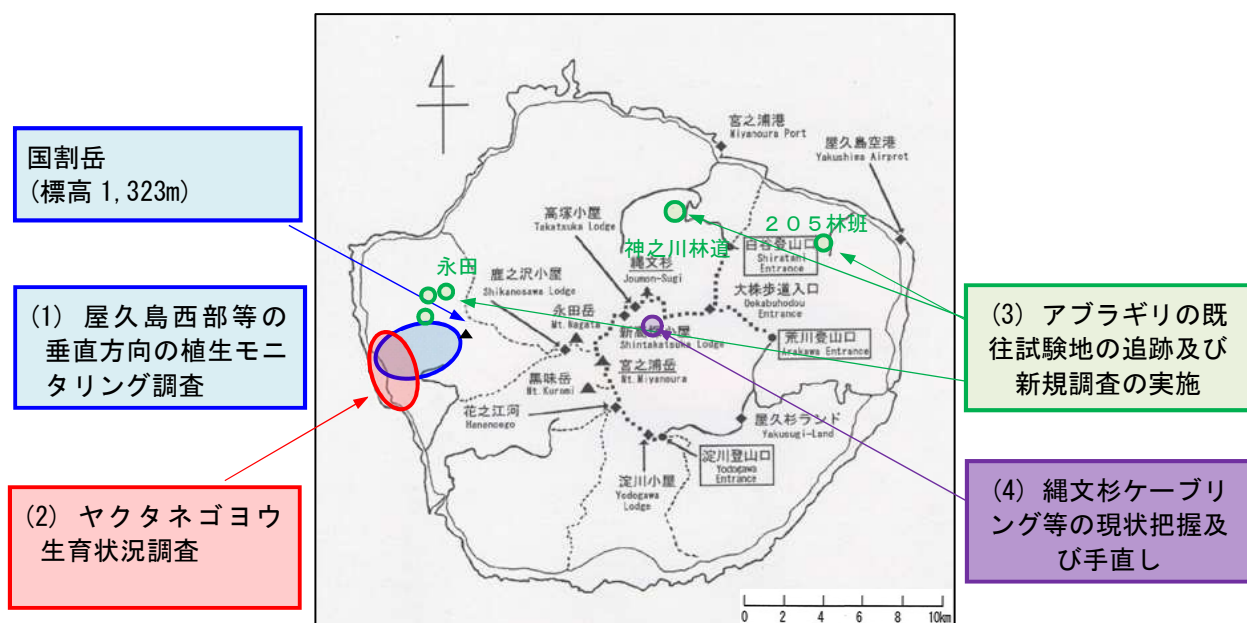 国割岳
(標高 1,323m)
(1) 屋久島西部等の
垂直方向の植生モニ
タリング調査
(2) ヤクタネゴヨウ
生育状況調査
宮之浦港
Miyanoura Port
屋久島空港
Yakushima Airprot
高塚小屋
Takatsuka Lodge
神之川林道
205林班
白谷登山口
Shiratani
Entrance
縄文杉
Joumon-Sugi
永田
鹿之沢小屋
Shikanosawa Lodge
大株歩道入口
Ookabuhodou
Entrance
永田岳
Mt.Nagata
新高塚小屋
Shintakatsuka Lodge
荒川登山口
Arakawa Entrance
宮之浦岳
Mt.Miyanoura
黒味岳
Mt.Kuromi
花之江河
Hananoego
屋久杉ランド
Yakusugi-Land
淀川登山口
Yodogawa
Entrance
淀川小屋
Yodogawa
Lodge
0 2 4 6 8 10km
(3) アブラギリの既
往試験地の追跡及び
新規調査の実施
(4) 縄文杉ケーブリ
ング等の現状把握及
び手直し